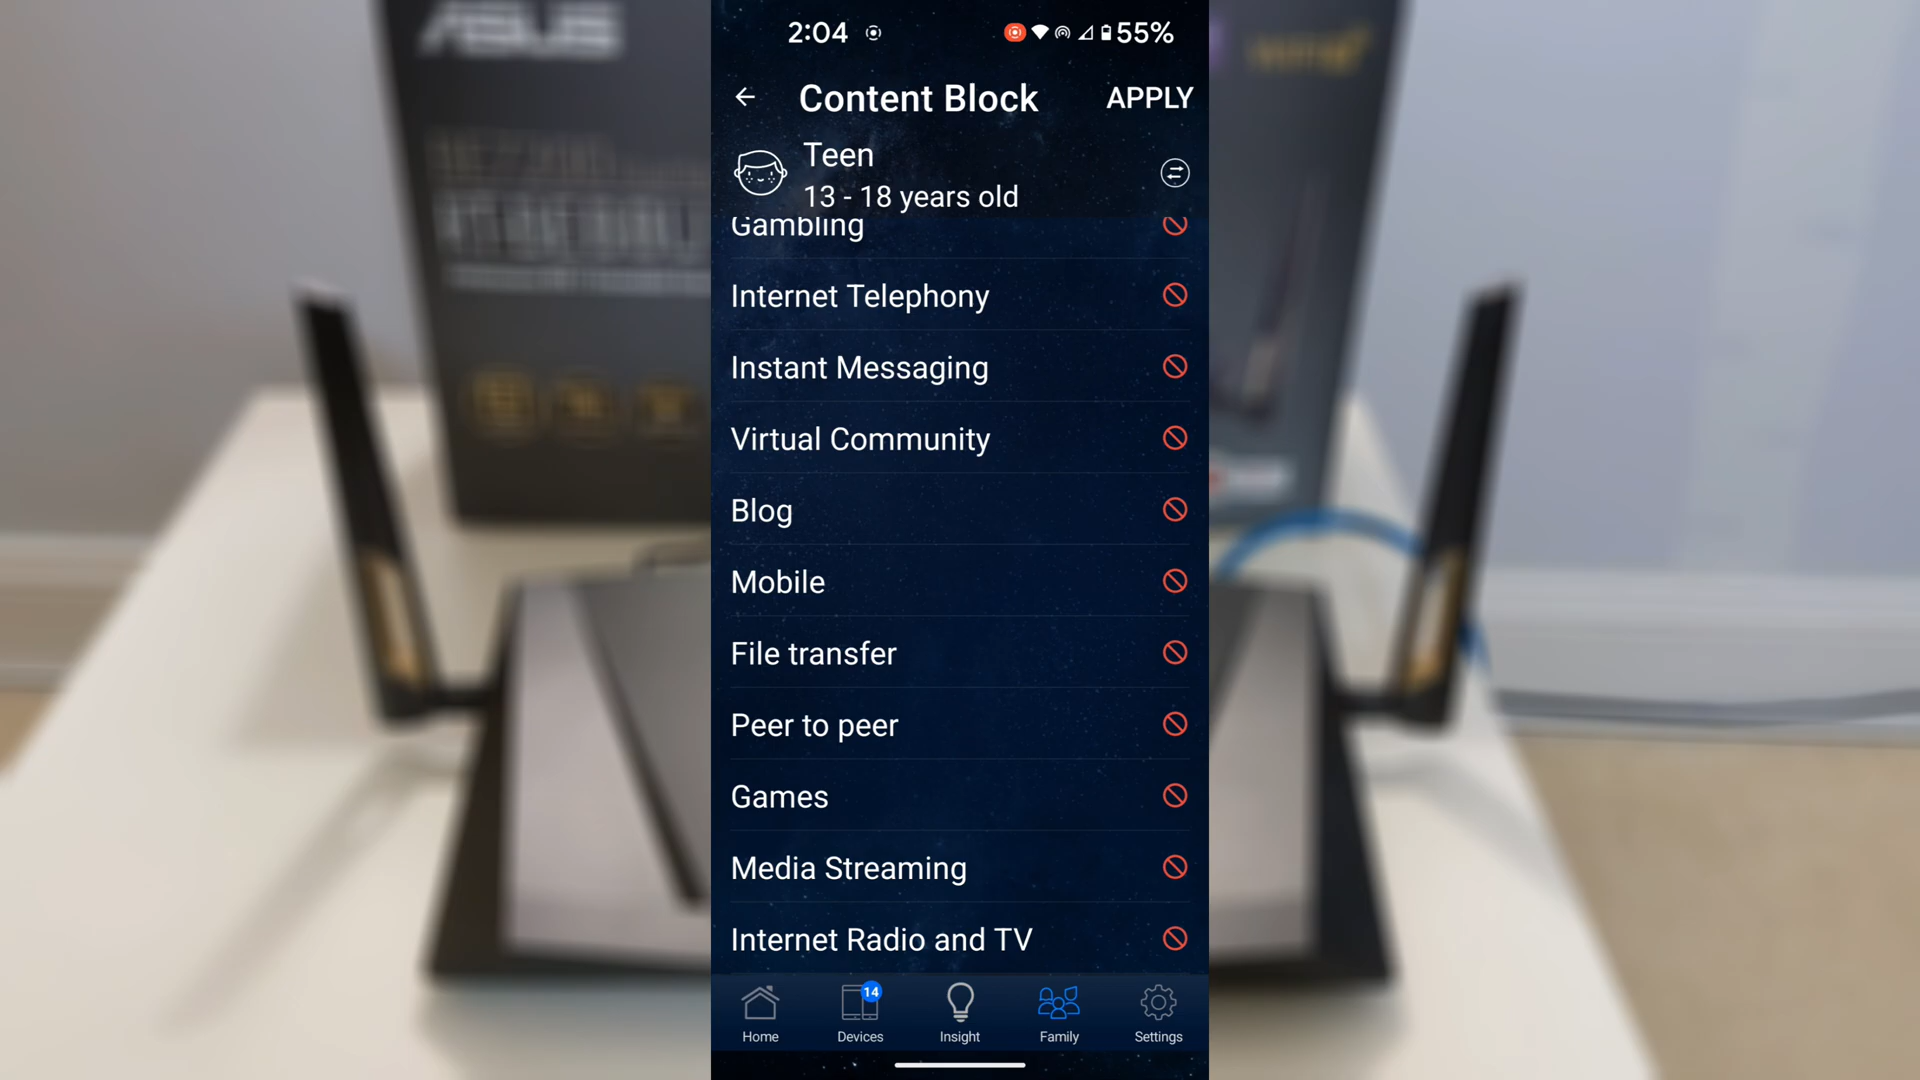 ASUS
2:04
55%
Content Block
APPLY
Teen
13 - 18 years old
Gambling
Internet Telephony
Instant Messaging
Virtual Community
Blog
Mobile
File transfer
Peer to peer
Games
Media Streaming
Internet Radio and TV
14
Home
Devices
Insight
Family
Settings